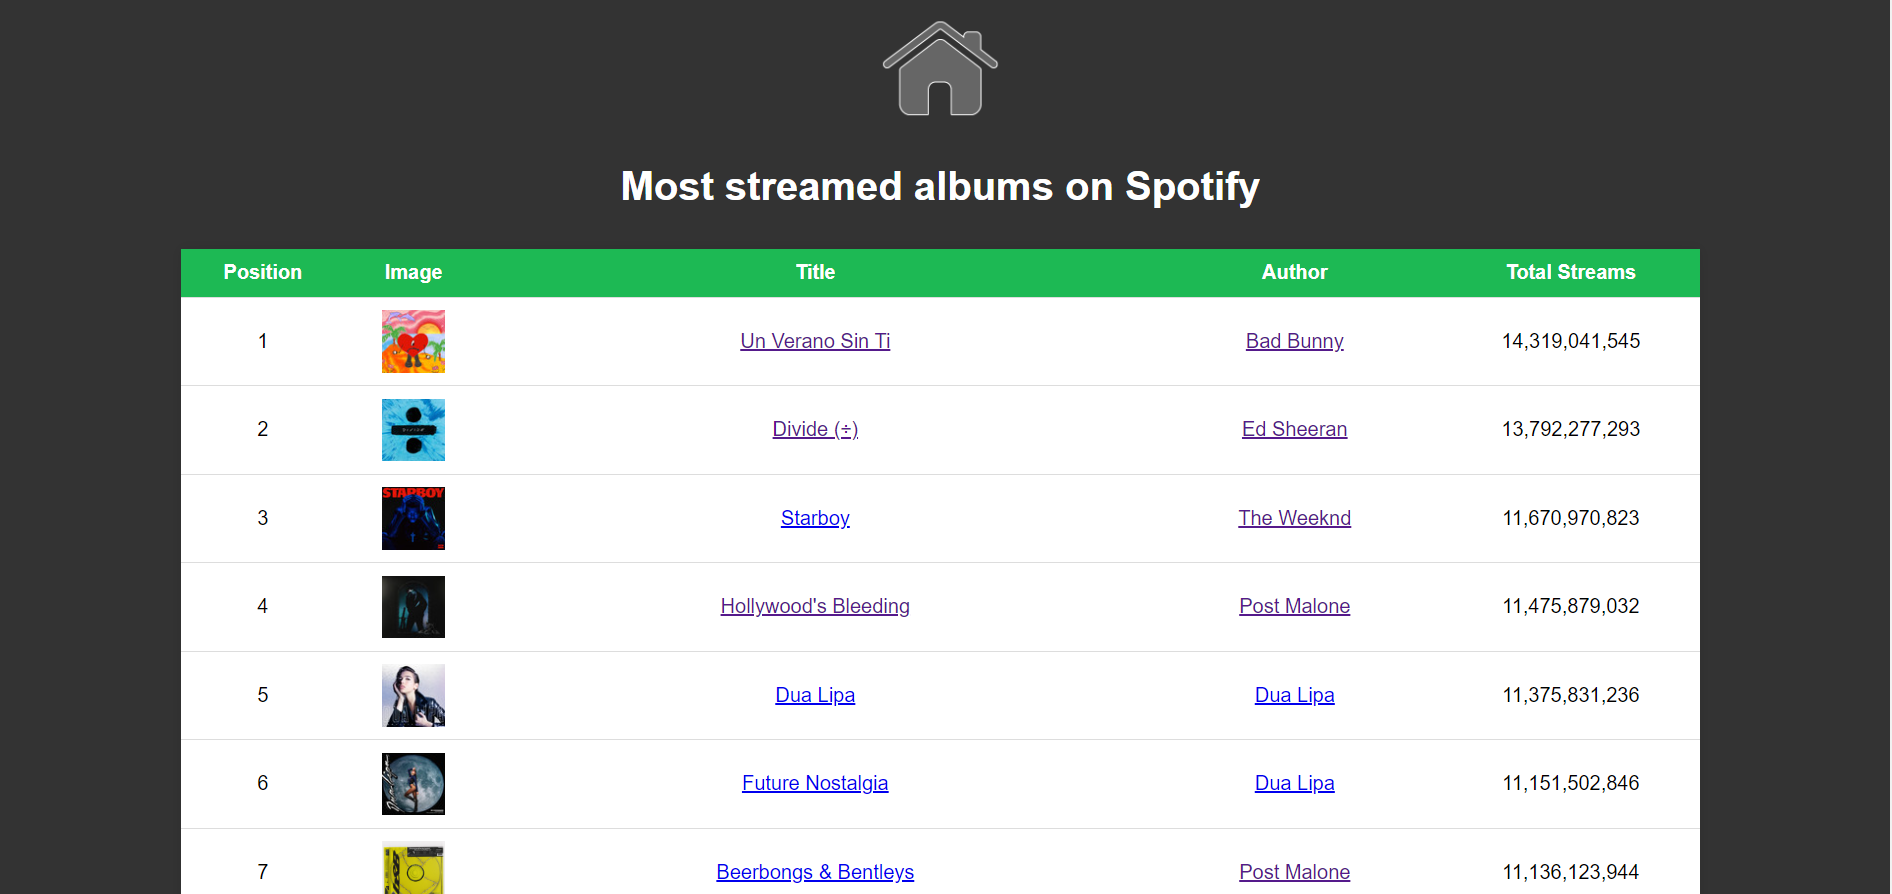 Most streamed albums on Spotify
Position Image Title Author Total Streams
1 Un Verano Sin Ti Bad Bunny 14,319,041,545
2 Divide (÷) Ed Sheeran 13,792,277,293
STARBOY
3 Starboy The Weeknd 11,670,970,823
4 Hollywood's Bleeding Post Malone 11,475,879,032
5 Dua Lipa Dua Lipa 11,375,831,236
6 Future Nostalgia Dua Lipa 11,151,502,846
7 Beerbongs & Bentleys Post Malone 11,136,123,944